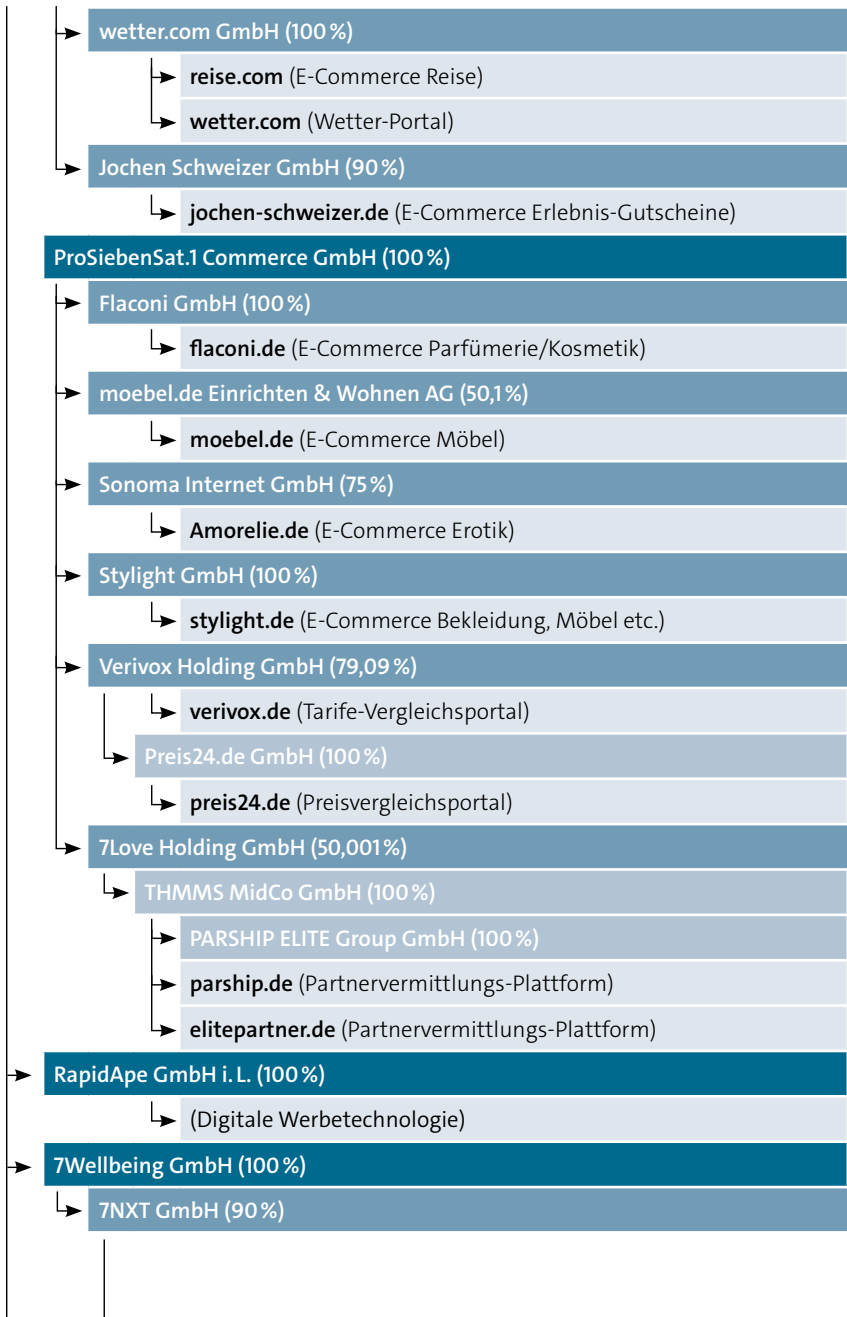 wetter.com GmbH (100 %)
reise.com (E-Commerce Reise)
wetter.com (Wetter-Portal)
Jochen Schweizer GmbH (90 %)
jochen-schweizer.de (E-Commerce Erlebnis-Gutscheine)
ProSiebenSat.1 Commerce GmbH (100 %)
Flaconi GmbH (100 %)
flaconi.de (E-Commerce Parfümerie/Kosmetik)
moebel.de Einrichten & Wohnen AG (50,1 %)
moebel.de (E-Commerce Möbel)
Sonoma Internet GmbH (75 %)
Amorelie.de (E-Commerce Erotik)
Stylight GmbH (100 %)
stylight.de (E-Commerce Bekleidung, Möbel etc.)
Verivox Holding GmbH (79,09 %)
verivox.de (Tarife-Vergleichsportal)
Preis24.de GmbH (100 %)
preis24.de (Preisvergleichsportal)
7Love Holding GmbH (50,001 %)
THMMS MidCo GmbH (100 %)
PARSHIP ELITE Group GmbH (100 %)
parship.de (Partnervermittlungs-Plattform)
elitepartner.de (Partnervermittlungs-Plattform)
RapidApe GmbH i. L. (100 %)
(Digitale Werbetechnologie)
7Wellbeing GmbH (100 %)
7NXT GmbH (90 %)